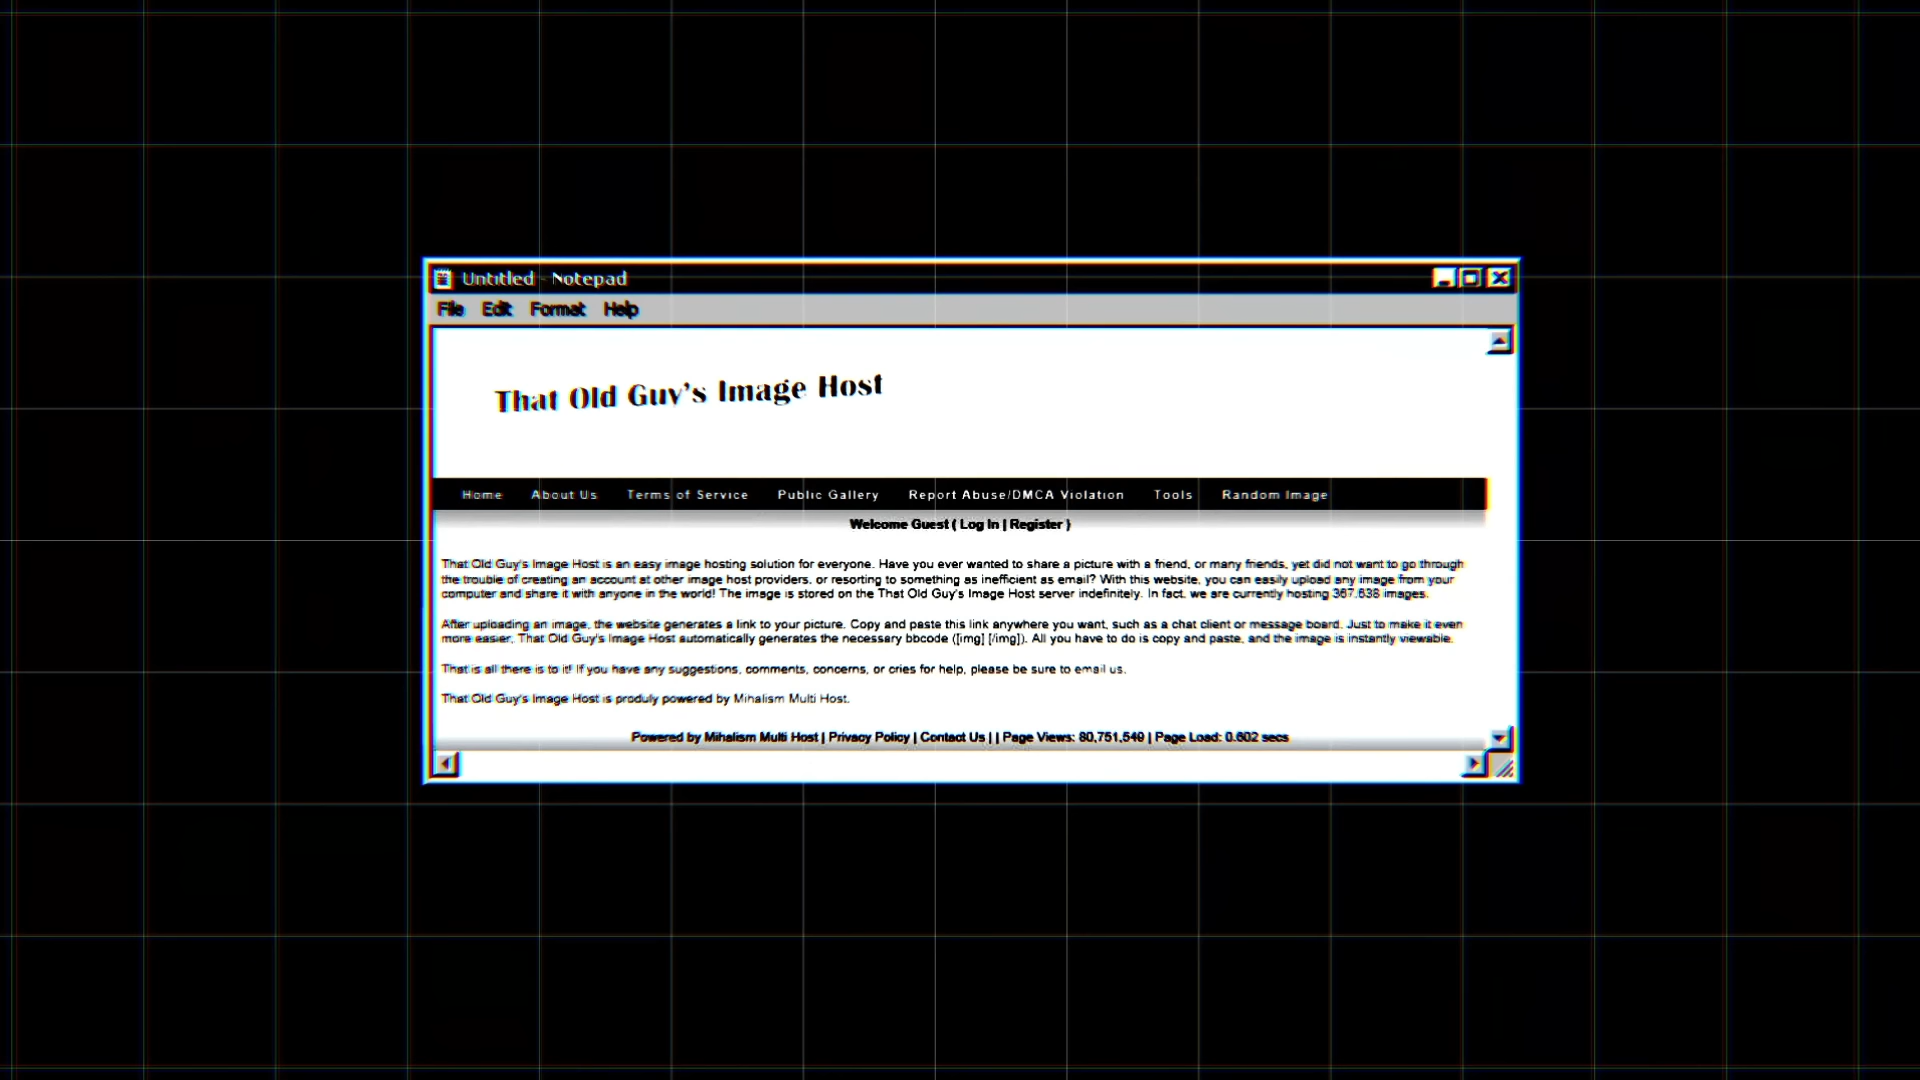 Untitled - Notepad
File Edit Format Help
That Old Guy's Image Host
Home About Us Terms of Service Public Gallery Report Abuse/DMCA Violation Tools Random Image
Welcome Guest ( Log In | Register )
That Old Guy's Image Host is an easy image hosting solution for everyone. Have you ever wanted to share a picture with a friend, or many friends, yet did not want to go through
the trouble of creating an account at other image host providers, or resorting to something as inefficient as email? With this website, you can easily upload any image from your
computer and share it with anyone in the world! The image is stored on the That Old Guy's Image Host server indefinitely. In fact, we are currently hosting 367,638 images.
After uploading an image, the website generates a link to your picture. Copy and paste this link anywhere you want, such as a chat client or message board. Just to make it even
more easier, That Old Guy's Image Host automatically generates the necessary bbcode ([img] [/img]). All you have to do is copy and paste, and the image is instantly viewable.
That is all there is to it! If you have any suggestions, comments, concerns, or cries for help, please be sure to email us.
That Old Guy's Image Host is produly powered by Mihalism Multi Host.
Powered by Mihalism Multi Host | Privacy Policy | Contact Us | | Page Views: 80,751,549 | Page Load: 0.602 secs